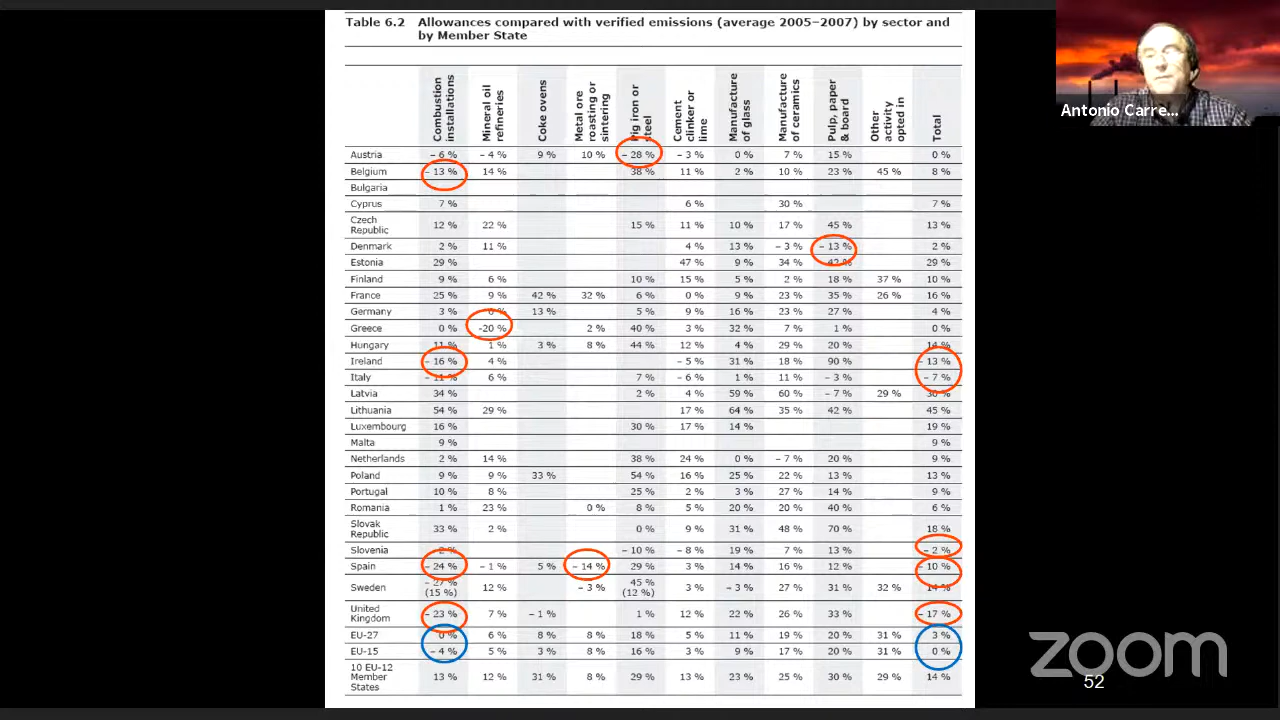 Table 6.2 Allowances compared with verified emissions (average 2005–2007) by sector and
by Member State
Combustion installations
Mineral oil refineries
Coke ovens
Metal ore roasting or sintering
Pig iron or steel
Cement clinker or lime
Manufacture of glass
Manufacture of ceramics
Pulp, paper & board
Other activity opted in
Total
Austria – 6 % – 4 % 9 % 10 % – 28 % – 3 % 0 % 7 % 15 % 0 %
Belgium – 13 % 14 % 38 % 11 % 2 % 10 % 23 % 45 % 8 %
Bulgaria
Cyprus 7 % 6 % 30 % 7 %
Czech Republic 12 % 22 % 15 % 11 % 10 % 17 % 45 % 13 %
Denmark 2 % 11 % 4 % 13 % – 3 % – 13 % 2 %
Estonia 29 % 47 % 9 % 34 % 42 % 29 %
Finland 9 % 6 % 10 % 15 % 5 % 2 % 18 % 37 % 10 %
France 25 % 9 % 42 % 32 % 6 % 0 % 9 % 23 % 35 % 26 % 16 %
Germany 3 % 0 % 13 % 5 % 9 % 16 % 23 % 27 % 4 %
Greece 0 % -20 % 2 % 40 % 3 % 32 % 7 % 1 % 0 %
Hungary 11 % 1 % 3 % 8 % 44 % 12 % 4 % 29 % 20 % 14 %
Ireland – 16 % 4 % – 5 % 31 % 18 % 90 % – 13 %
Italy – 11 % 6 % 7 % – 6 % 1 % 11 % – 3 % – 7 %
Latvia 34 % 2 % 4 % 59 % 60 % – 7 % 29 % 30 %
Lithuania 54 % 29 % 17 % 64 % 35 % 42 % 45 %
Luxembourg 16 % 30 % 17 % 14 % 19 %
Malta 9 % 9 %
Netherlands 2 % 14 % 38 % 24 % 0 % – 7 % 20 % 9 %
Poland 9 % 9 % 33 % 54 % 16 % 25 % 22 % 13 % 13 %
Portugal 10 % 8 % 25 % 2 % 3 % 27 % 14 % 9 %
Romania 1 % 23 % 0 % 8 % 5 % 20 % 20 % 40 % 6 %
Slovak Republic 33 % 2 % 0 % 9 % 31 % 48 % 70 % 18 %
Slovenia 2 % – 10 % – 8 % 19 % 7 % 13 % – 2 %
Spain – 24 % – 1 % 5 % – 14 % 29 % 3 % 14 % 16 % 12 % – 10 %
Sweden – 27 % (15 %) 12 % – 3 % 45 % (12 %) 3 % – 3 % 27 % 31 % 32 % 14 %
United Kingdom – 23 % 7 % – 1 % 1 % 12 % 22 % 26 % 33 % – 17 %
EU-27 0 % 6 % 8 % 8 % 18 % 5 % 11 % 19 % 20 % 31 % 3 %
EU-15 – 4 % 5 % 3 % 8 % 16 % 3 % 9 % 17 % 20 % 31 % 0 %
10 EU-12 Member States 13 % 12 % 31 % 8 % 29 % 13 % 23 % 25 % 30 % 29 % 14 %
Antonio Carre...
zoom
52